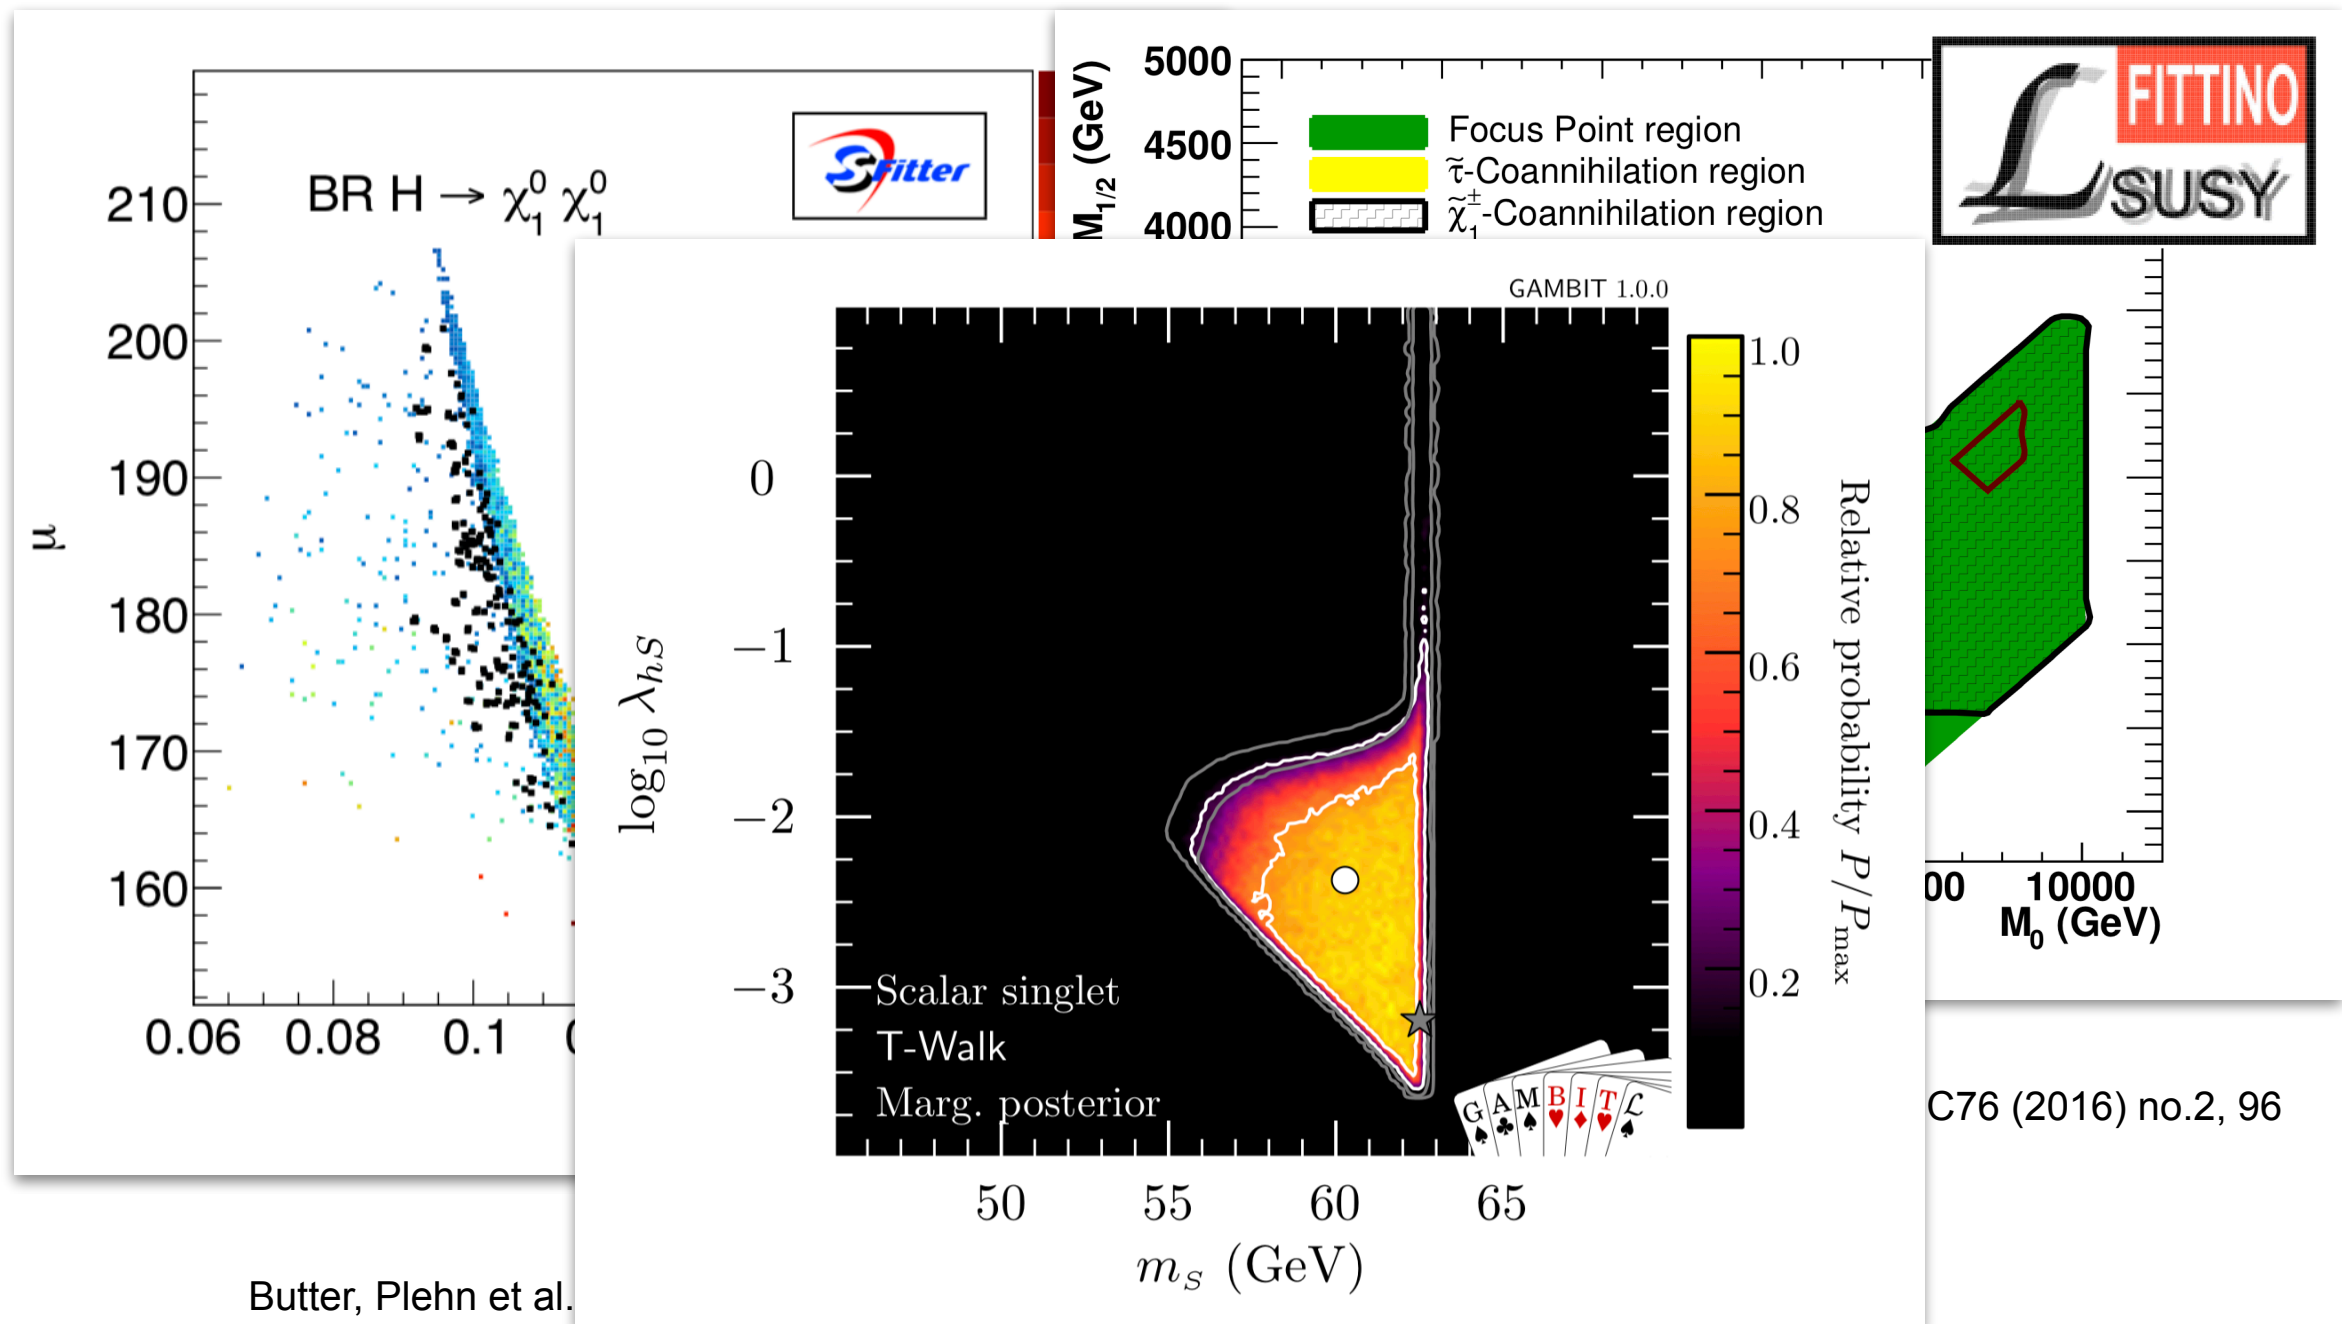 BR H → χ₁⁰ χ₁⁰
SFitter
μ
210
200
190
180
170
160
0.06 0.08 0.1
Butter, Plehn et al.
M₁/₂ (GeV)
5000
4500
4000
Focus Point region
τ̃-Coannihilation region
χ̃₁±-Coannihilation region
L FITTINO
SUSY
00 10000
M₀ (GeV)
C76 (2016) no.2, 96
GAMBIT 1.0.0
log₁₀ λₕS
0
−1
−2
−3
Scalar singlet
T-Walk
Marg. posterior
50 55 60 65
mS (GeV)
1.0
0.8
0.6
0.4
0.2
Relative probability P/Pmax
G A M B I T L